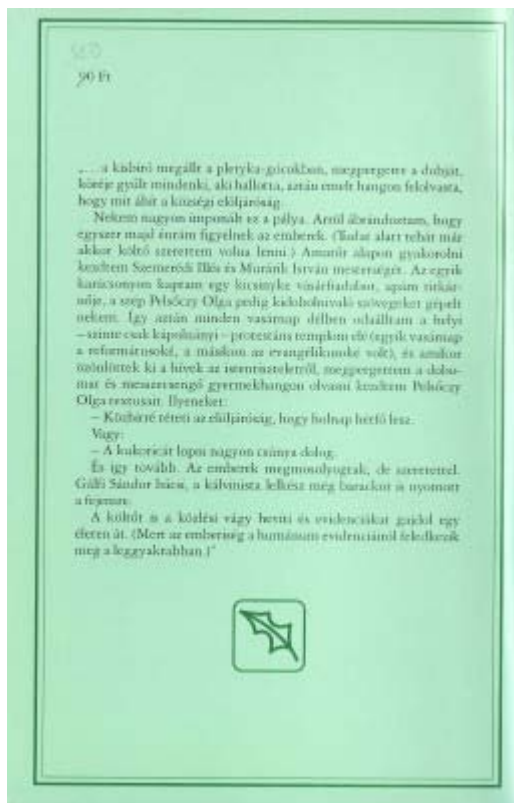 90 Ft
„… a kisbíró megállt a pletyka-gócokban, megpergette a dobját,
köréje gyűlt mindenki, aki hallotta, aztán emelt hangon felolvasta,
hogy mit ábit a községi elöljáróság.
Nekem nagyon imponált ez a pálya. Arról ábrándoztam, hogy
egyszer majd énrám figyelnek az emberek. (Tudat alatt tehát már
akkor költő szerettem volna lenni.) Amatőr alapon gyakorolni
kezdtem Szemerédi Illés és Muránk István mesterségét. Az egyik
karácsonyon kaptam egy kicsinyke vásárfiadobot, apám titkár-
nője, a szép Pelsőczy Olga pedig kidobolnivaló szövegeket gépelt
nekem. Így aztán minden vasárnap délben odaálltam a helyi
– szinte csak kápolnányi – protestáns templom elé (egyik vasárnap
a reformátusoké, a másikon az evangélikusoké volt), és amikor
özönlöttek ki a hívek az istentiszteletről, megpergettem a dobo-
mat és messzecsengő gyermekhangon olvasni kezdtem Pelsőczy
Olga textusait. Ilyeneket:
– Közhírré téteti az elüljáróság, hogy holnap hétfő lesz.
Vagy:
– A kukoricát lopni nagyon csúnya dolog.
És így tovább. Az emberek megmosolyogtak, de szeretettel.
Gálfi Sándor bácsi, a kálvinista lelkész még barackot is nyomott
a fejemre.
A költőt is a közlési vágy hevíti és evidenciákat gajdol egy
életen át. (Mert az emberiség a humánum evidenciáiról feledkezik
meg a leggyakrabban.)”